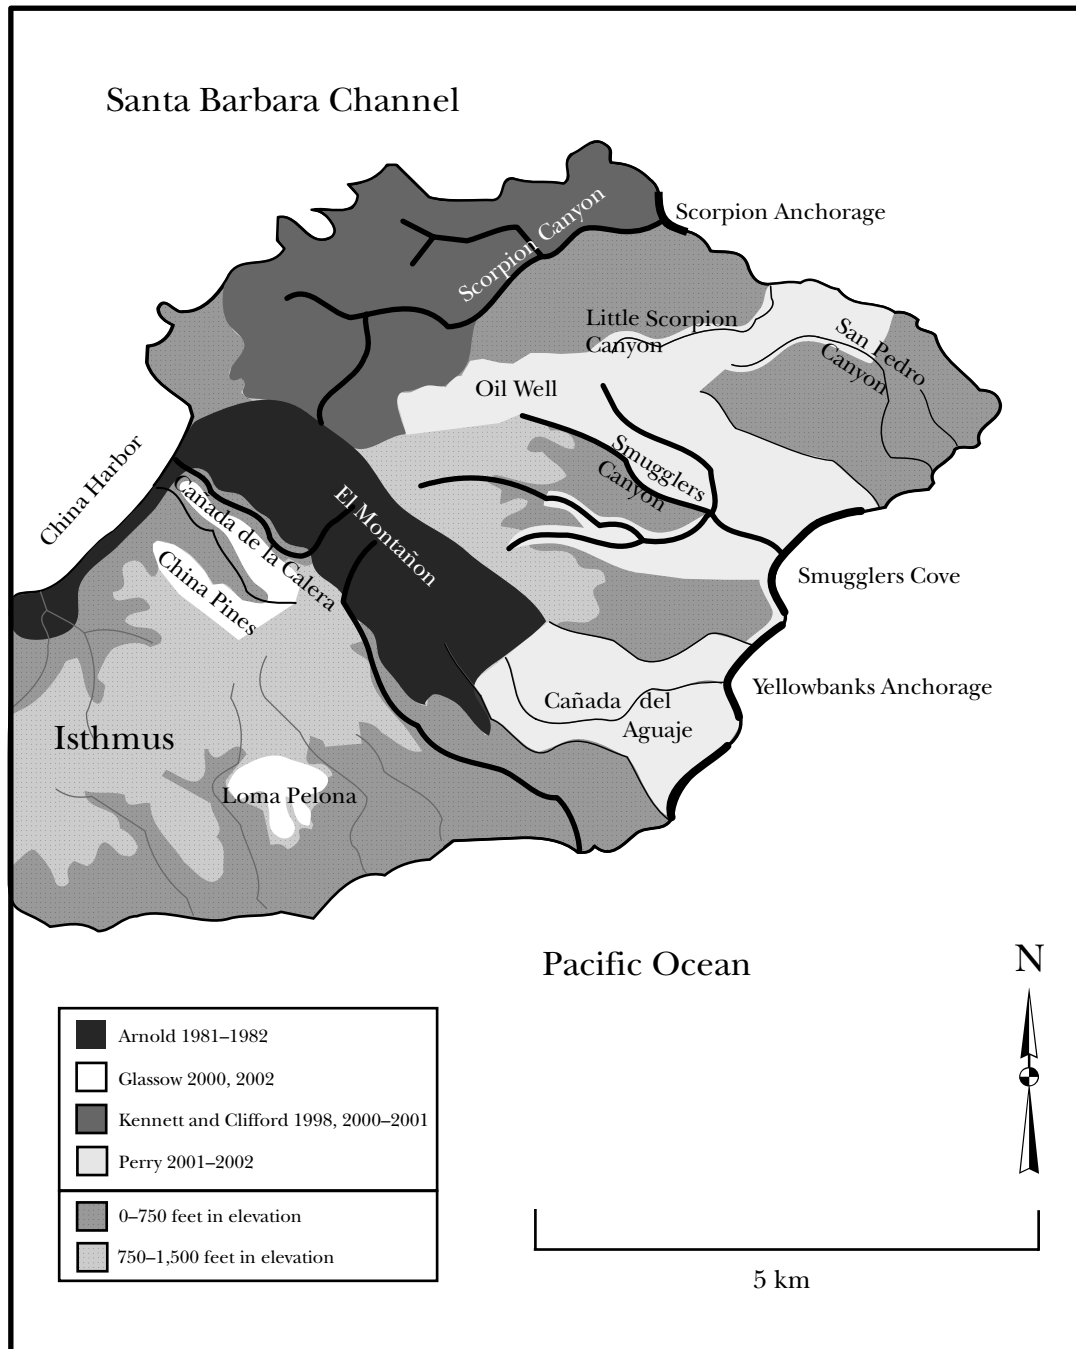 Santa Barbara Channel
Scorpion Anchorage
Scorpion Canyon
Little Scorpion
Canyon
San Pedro
Canyon
Oil Well
Smugglers
Canyon
China Harbor
Cañada de la Calera
El Montañon
China Pines
Smugglers Cove
Yellowbanks Anchorage
Cañada del
Aguaje
Isthmus
Loma Pelona
Pacific Ocean
N
Arnold 1981–1982
Glassow 2000, 2002
Kennett and Clifford 1998, 2000–2001
Perry 2001–2002
0–750 feet in elevation
750–1,500 feet in elevation
5 km